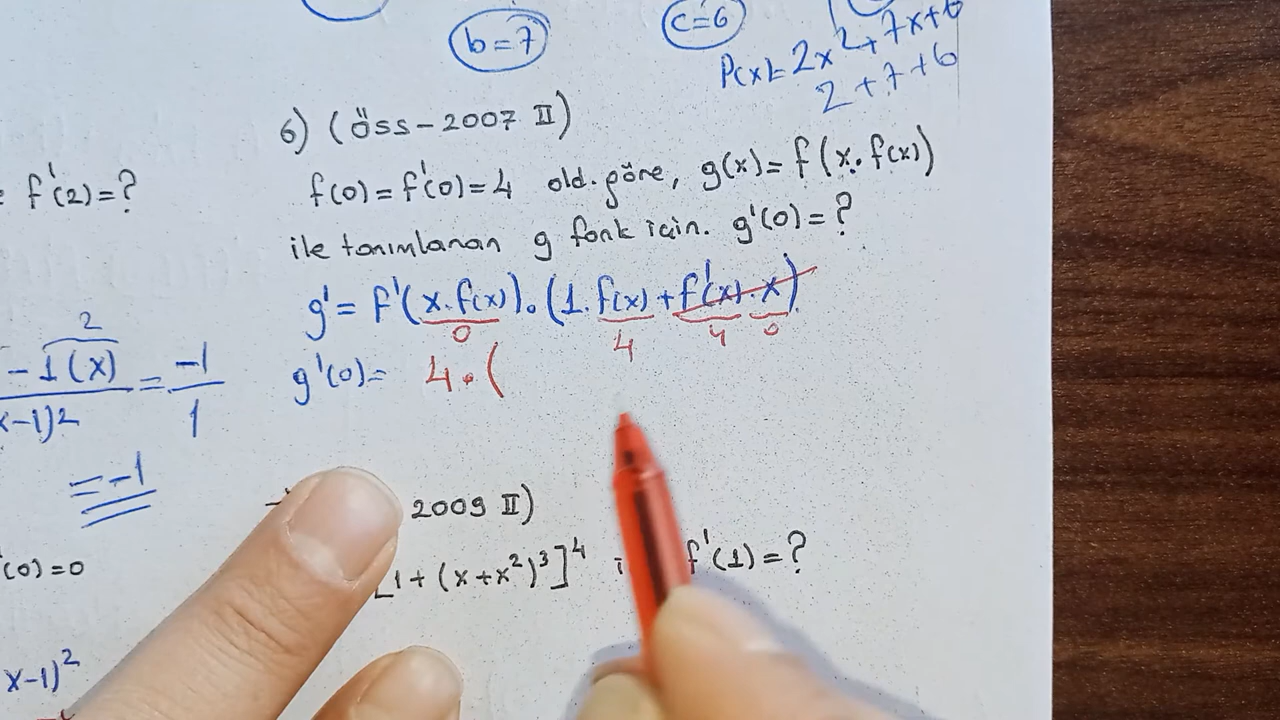 b=7
c=6
P(x)=2x²+7x+6
2+7+6
f'(2)=?
2
-1(x)
x-1)2
= -1
1
= -1
'(0)=0
x-1)²
6) (öss-2007 II)
f(0)=f'(0)=4 old.göre, g(x)=f(x.f(x))
ile tanımlanan g fonk için. g'(0)=?
g'=f'(x.f(x)).(1.f(x)+f'(x).x)
0 4 4 0
g'(0)= 4.(
2009 II)
[1+(x+x²)³]⁴ f'(1)=?